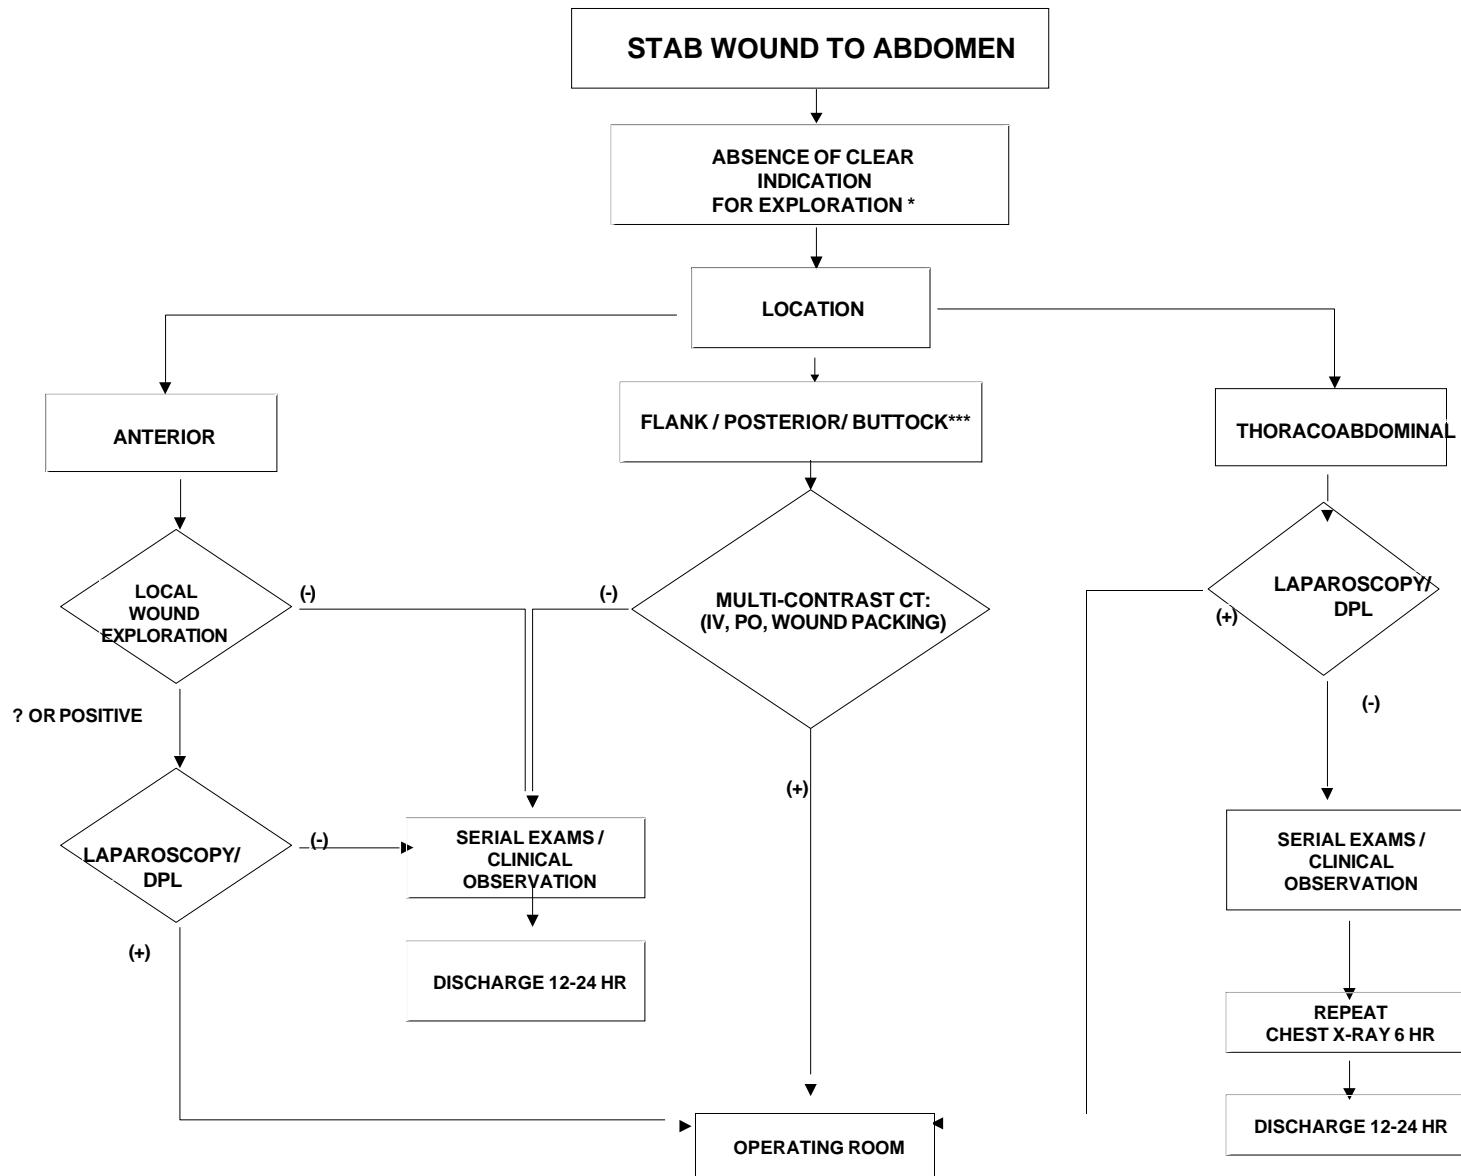 STAB WOUND TO ABDOMEN
ABSENCE OF CLEAR
INDICATION
FOR EXPLORATION *
LOCATION
ANTERIOR
FLANK / POSTERIOR/ BUTTOCK***
THORACOABDOMINAL
LOCAL
WOUND
EXPLORATION
(-)
(-)
MULTI-CONTRAST CT:
(IV, PO, WOUND PACKING)
LAPAROSCOPY/
DPL
(+)
? OR POSITIVE
(-)
(+)
LAPAROSCOPY/
DPL
(-)
SERIAL EXAMS /
CLINICAL
OBSERVATION
SERIAL EXAMS /
CLINICAL
OBSERVATION
(+)
DISCHARGE 12-24 HR
REPEAT
CHEST X-RAY 6 HR
OPERATING ROOM
DISCHARGE 12-24 HR